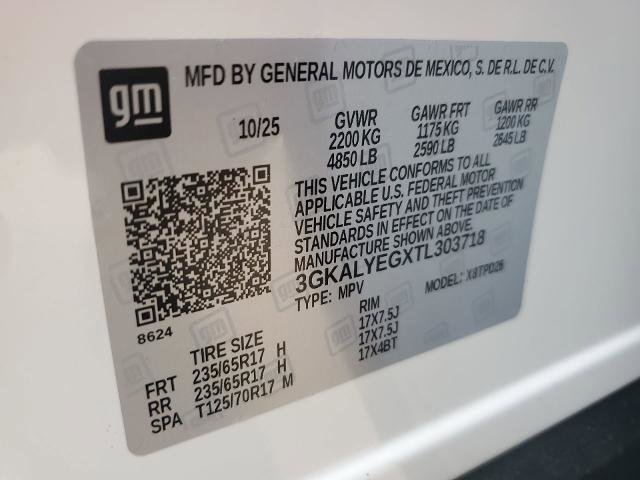 gm
MFD BY GENERAL MOTORS DE MEXICO, S. DE R.L. DE C.V.
10/25
GVWR GAWR FRT GAWR RR
2200 KG 1175 KG 1200 KG
4850 LB 2590 LB 2645 LB
THIS VEHICLE CONFORMS TO ALL
APPLICABLE U.S. FEDERAL MOTOR
VEHICLE SAFETY AND THEFT PREVENTION
STANDARDS IN EFFECT ON THE DATE OF
MANUFACTURE SHOWN ABOVE.
3GKALYEGXTL303718
TYPE: MPV MODEL: X8TPD26
8624
TIRE SIZE RIM
FRT 235/65R17 H 17X7.5J
RR 235/65R17 H 17X7.5J
SPA T125/70R17 M 17X4BT